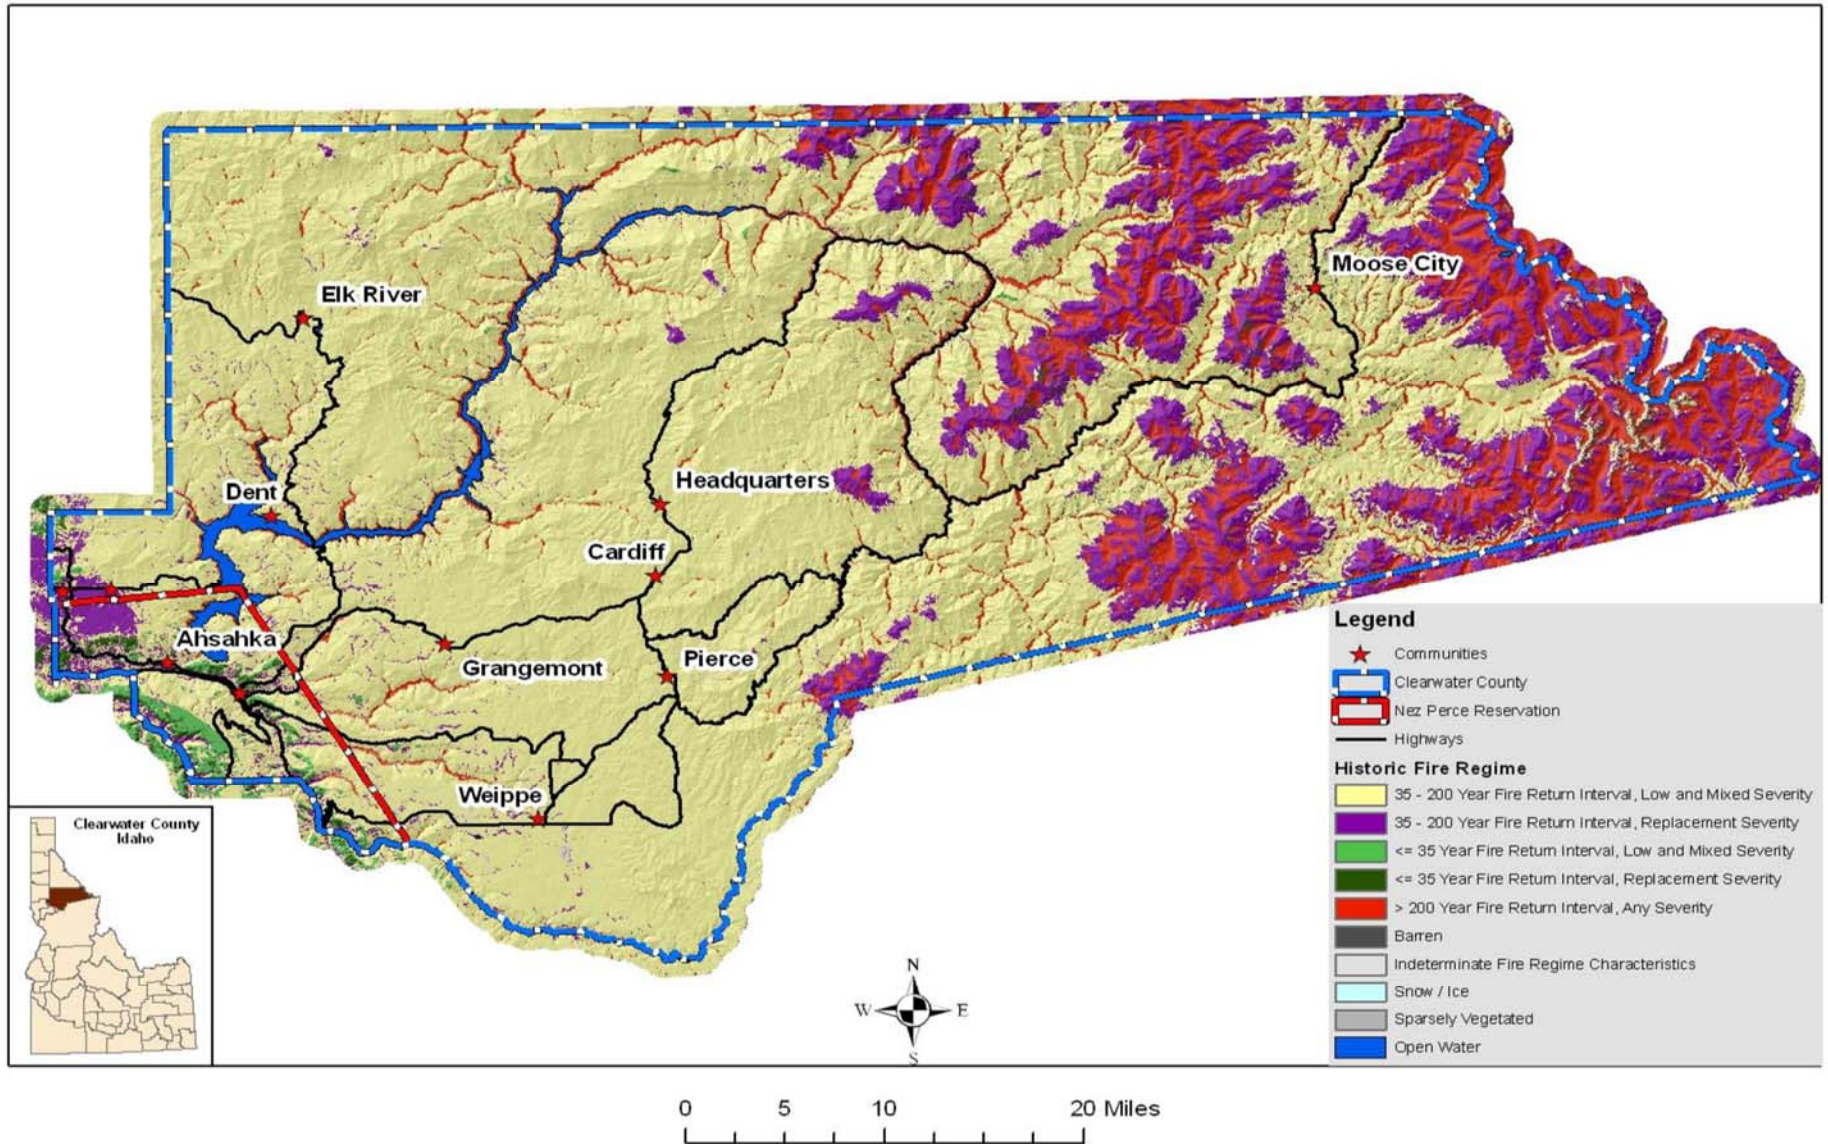 Elk River
Moose City
Dent
Headquarters
Cardiff
Ahsahka
Grangemont
Pierce
Weippe
Clearwater County
Idaho
N
W
E
S
Legend
Communities
Clearwater County
Nez Perce Reservation
Highways
Historic Fire Regime
35 - 200 Year Fire Return Interval, Low and Mixed Severity
35 - 200 Year Fire Return Interval, Replacement Severity
<= 35 Year Fire Return Interval, Low and Mixed Severity
<= 35 Year Fire Return Interval, Replacement Severity
> 200 Year Fire Return Interval, Any Severity
Barren
Indeterminate Fire Regime Characteristics
Snow / Ice
Sparsely Vegetated
Open Water
0 5 10 20 Miles